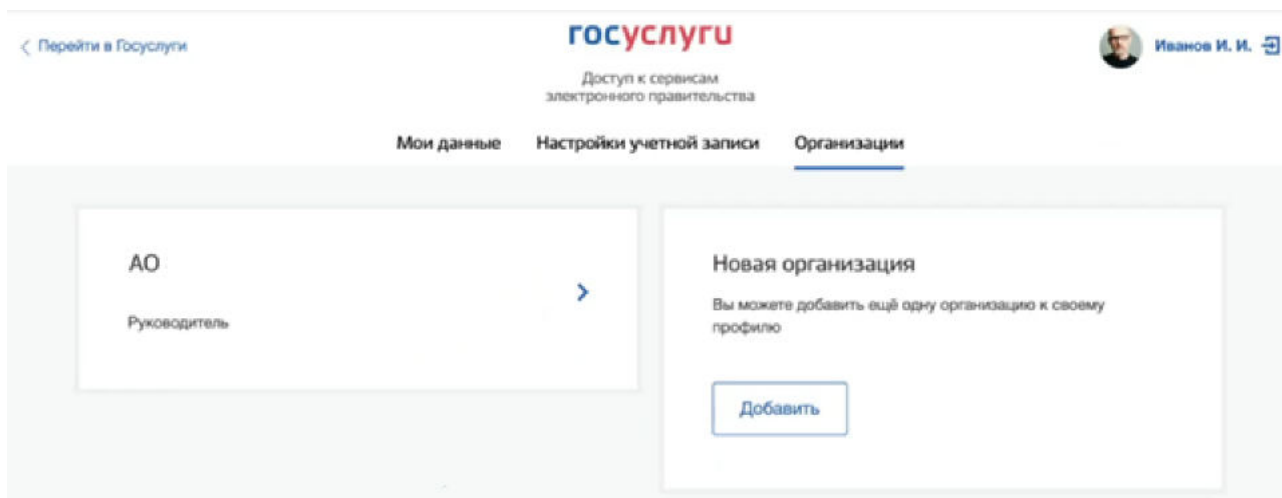 Перейти в Госуслуги
госуслуги
Иванов И. И.
Доступ к сервисам
электронного правительства
Мои данные
Настройки учетной записи
Организации
АО
Руководитель
Новая организация
Вы можете добавить ещё одну организацию к своему
профилю
Добавить